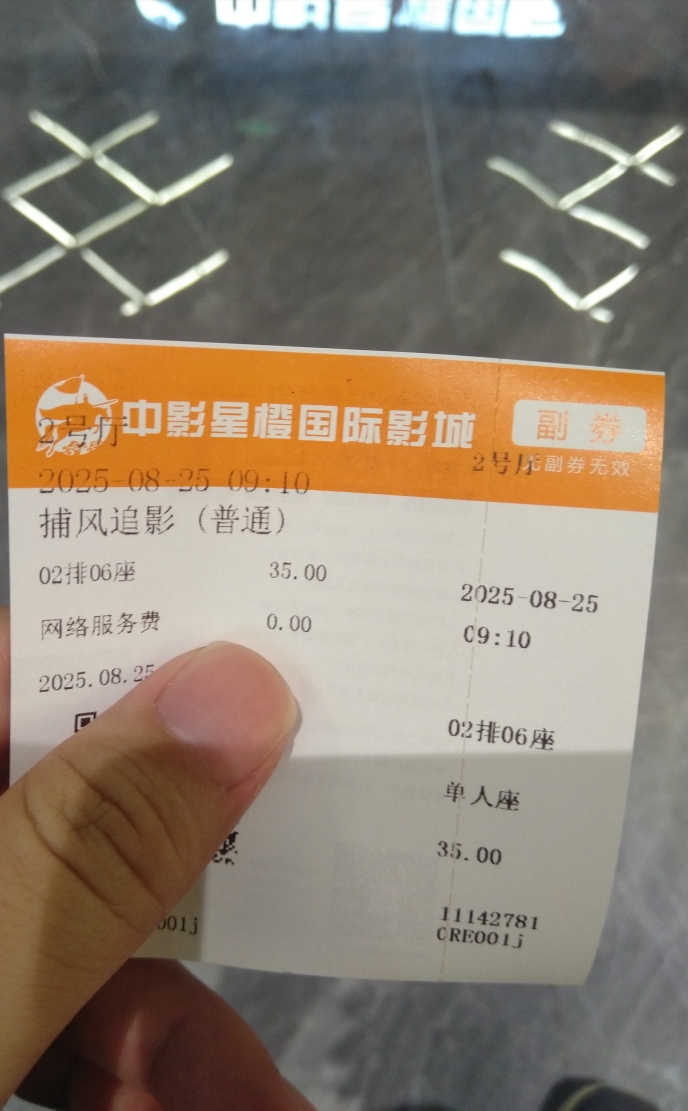 中影星橙国际影城
副 券
无副券无效
2号厅
2025-08-25 09:10
捕风追影（普通）
02排06座 35.00
网络服务费 0.00
2025.08.25
001j
2号厅
2025-08-25
09:10
02排06座
单人座
35.00
11142781
CRE001j